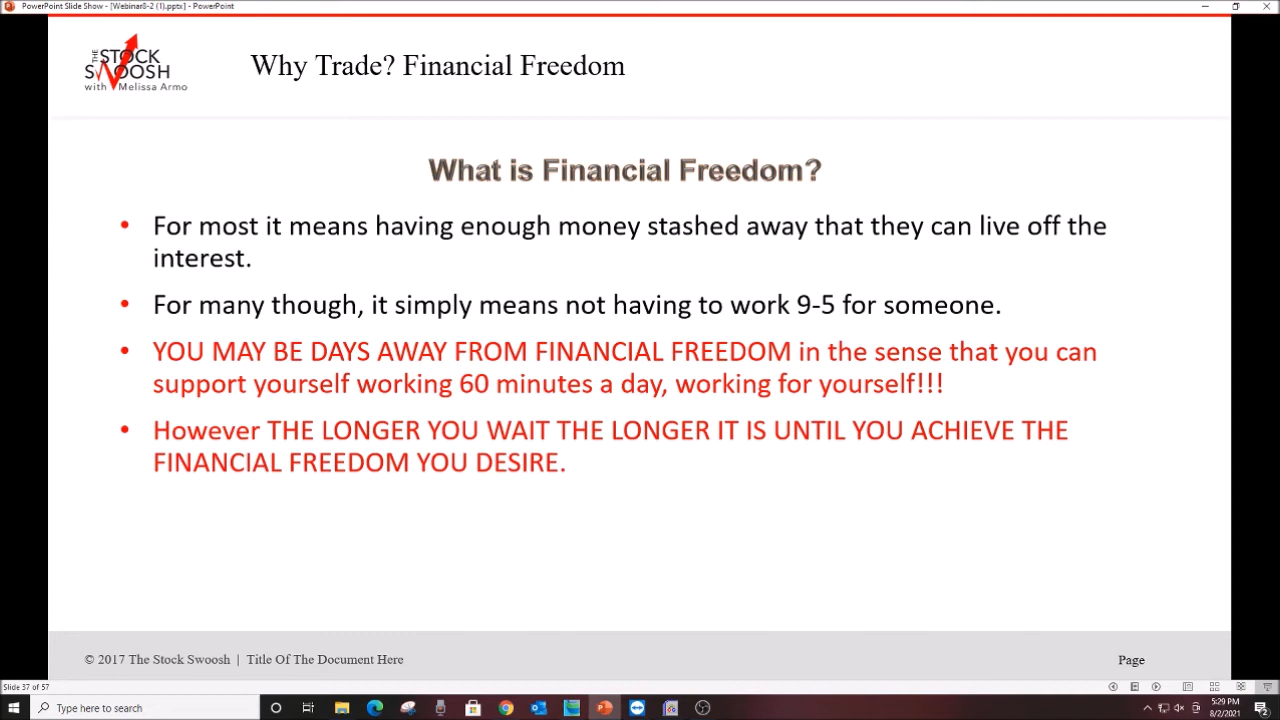 PowerPoint Slide Show - [Webinar8-2 (1).pptx] - PowerPoint
THE STOCK
SWOOSH
with Melissa Armo
Why Trade? Financial Freedom
What is Financial Freedom?
• For most it means having enough money stashed away that they can live off the
interest.
• For many though, it simply means not having to work 9-5 for someone.
• YOU MAY BE DAYS AWAY FROM FINANCIAL FREEDOM in the sense that you can
support yourself working 60 minutes a day, working for yourself!!!
• However THE LONGER YOU WAIT THE LONGER IT IS UNTIL YOU ACHIEVE THE
FINANCIAL FREEDOM YOU DESIRE.
© 2017 The Stock Swoosh | Title Of The Document Here
Page
Slide 37 of 57
Type here to search
5:29 PM
8/2/2021
2